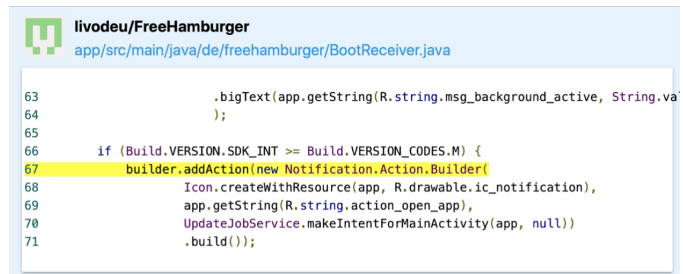 livodeu/FreeHamburger
app/src/main/java/de/freehamburger/BootReceiver.java
63 .bigText(app.getString(R.string.msg_background_active, String.va
64 );
65
66 if (Build.VERSION.SDK_INT >= Build.VERSION_CODES.M) {
67 builder.addAction(new Notification.Action.Builder(
68 Icon.createWithResource(app, R.drawable.ic_notification),
69 app.getString(R.string.action_open_app),
70 UpdateJobService.makeIntentForMainActivity(app, null))
71 .build());